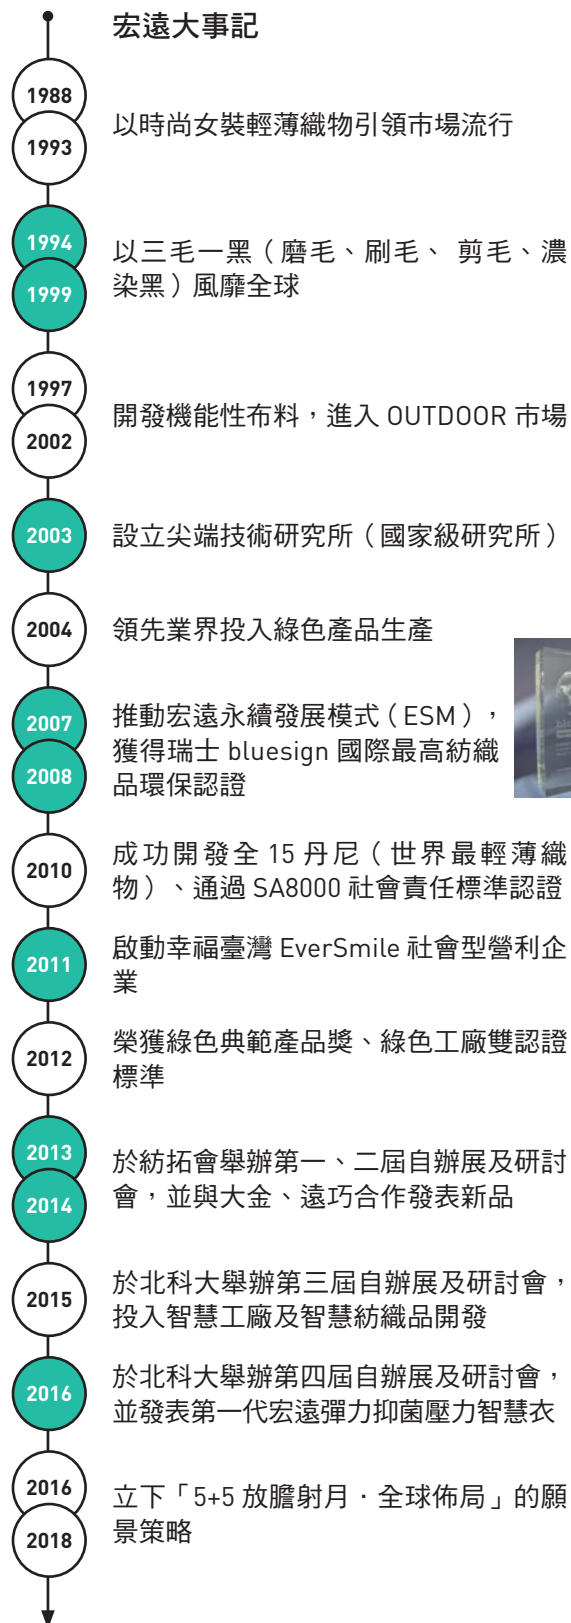 宏遠大事記
1988
1993
以時尚女裝輕薄織物引領市場流行
1994
1999
以三毛一黑（磨毛、刷毛、 剪毛、濃
染黑）風靡全球
1997
2002
開發機能性布料，進入 OUTDOOR 市場
2003
設立尖端技術研究所（國家級研究所）
2004
領先業界投入綠色產品生產
2007
2008
推動宏遠永續發展模式（ESM），
獲得瑞士 bluesign 國際最高紡織
品環保認證
2010
成功開發全 15 丹尼（世界最輕薄織
物）、通過 SA8000 社會責任標準認證
2011
啟動幸福臺灣 EverSmile 社會型營利企
業
2012
榮獲綠色典範產品獎、綠色工廠雙認證
標準
2013
2014
於紡拓會舉辦第一、二屆自辦展及研討
會，並與大金、遠巧合作發表新品
2015
於北科大舉辦第三屆自辦展及研討會，
投入智慧工廠及智慧紡織品開發
2016
於北科大舉辦第四屆自辦展及研討會，
並發表第一代宏遠彈力抑菌壓力智慧衣
2016
2018
立下「5+5 放膽射月．全球佈局」的願
景策略